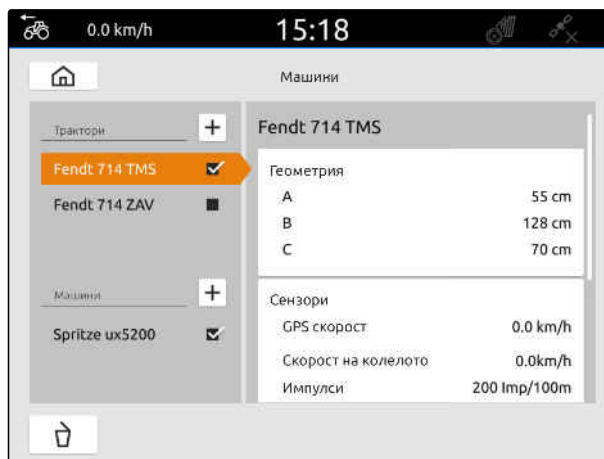 0.0 km/h
15:18
Машини
Трактори
Fendt 714 TMS
Fendt 714 ZAV
Машини
Spritze ux5200
Fendt 714 TMS
Геометрия
A 55 cm
B 128 cm
C 70 cm
Сензори
GPS скорост 0.0 km/h
Скорост на колелото 0.0km/h
Импулси 200 Imp/100m